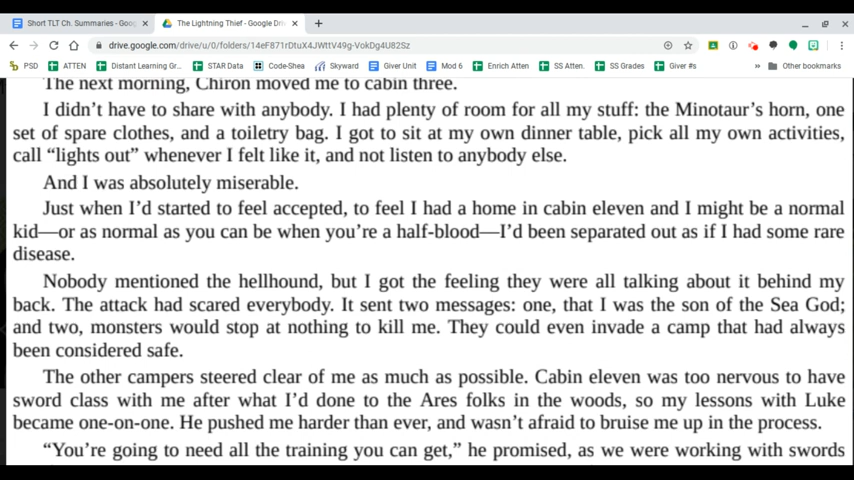 Short TLT Ch. Summaries - Goog
The Lightning Thief - Google Dri
drive.google.com/drive/u/0/folders/14eF871rDtuX4JWttV49g-VokDg4U82Sz
PSD ATTEN Distant Learning Gr... STAR Data Code-Shea Skyward Giver Unit Mod 6 Enrich Atten SS Atten. SS Grades Giver #s » Other bookmarks
The next morning, Chiron moved me to cabin three.
I didn’t have to share with anybody. I had plenty of room for all my stuff: the Minotaur’s horn, one
set of spare clothes, and a toiletry bag. I got to sit at my own dinner table, pick all my own activities,
call “lights out” whenever I felt like it, and not listen to anybody else.
And I was absolutely miserable.
Just when I’d started to feel accepted, to feel I had a home in cabin eleven and I might be a normal
kid—or as normal as you can be when you’re a half-blood—I’d been separated out as if I had some rare
disease.
Nobody mentioned the hellhound, but I got the feeling they were all talking about it behind my
back. The attack had scared everybody. It sent two messages: one, that I was the son of the Sea God;
and two, monsters would stop at nothing to kill me. They could even invade a camp that had always
been considered safe.
The other campers steered clear of me as much as possible. Cabin eleven was too nervous to have
sword class with me after what I’d done to the Ares folks in the woods, so my lessons with Luke
became one-on-one. He pushed me harder than ever, and wasn’t afraid to bruise me up in the process.
“You’re going to need all the training you can get,” he promised, as we were working with swords